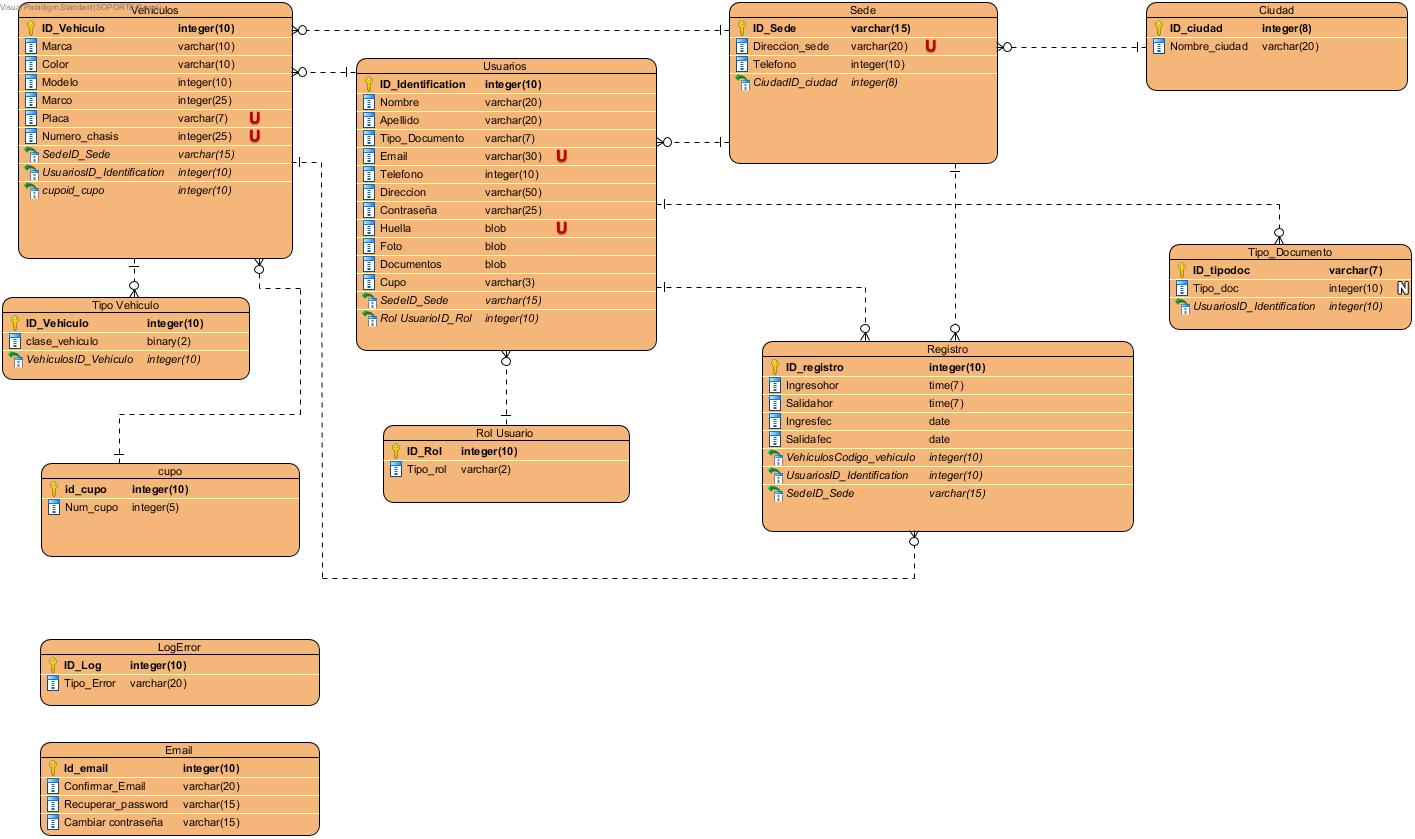 Visual Paradigm Standard(SOPORTE
Vehiculos
ID_Vehiculo integer(10)
Marca varchar(10)
Color varchar(10)
Modelo integer(10)
Marco integer(25)
Placa varchar(7) U
Numero_chasis integer(25) U
SedeID_Sede varchar(15)
UsuariosID_Identification integer(10)
cupoid_cupo integer(10)
Usuarios
ID_Identification integer(10)
Nombre varchar(20)
Apellido varchar(20)
Tipo_Documento varchar(7)
Email varchar(30) U
Telefono integer(10)
Direccion varchar(50)
Contraseña varchar(25)
Huella blob U
Foto blob
Documentos blob
Cupo varchar(3)
SedeID_Sede varchar(15)
Rol UsuarioID_Rol integer(10)
Sede
ID_Sede varchar(15)
Direccion_sede varchar(20) U
Telefono integer(10)
CiudadID_ciudad integer(8)
Ciudad
ID_ciudad integer(8)
Nombre_ciudad varchar(20)
Tipo_Documento
ID_tipodoc varchar(7)
Tipo_doc integer(10) N
UsuariosID_Identification integer(10)
Tipo Vehiculo
ID_Vehiculo integer(10)
clase_vehiculo binary(2)
VehiculosID_Vehiculo integer(10)
Registro
ID_registro integer(10)
Ingresohor time(7)
Salidahor time(7)
Ingresfec date
Salidafec date
VehiculosCodigo_vehiculo integer(10)
UsuariosID_Identification integer(10)
SedeID_Sede varchar(15)
Rol Usuario
ID_Rol integer(10)
Tipo_rol varchar(2)
cupo
id_cupo integer(10)
Num_cupo integer(5)
LogError
ID_Log integer(10)
Tipo_Error varchar(20)
Email
Id_email integer(10)
Confirmar_Email varchar(20)
Recuperar_password varchar(15)
Cambiar contraseña varchar(15)